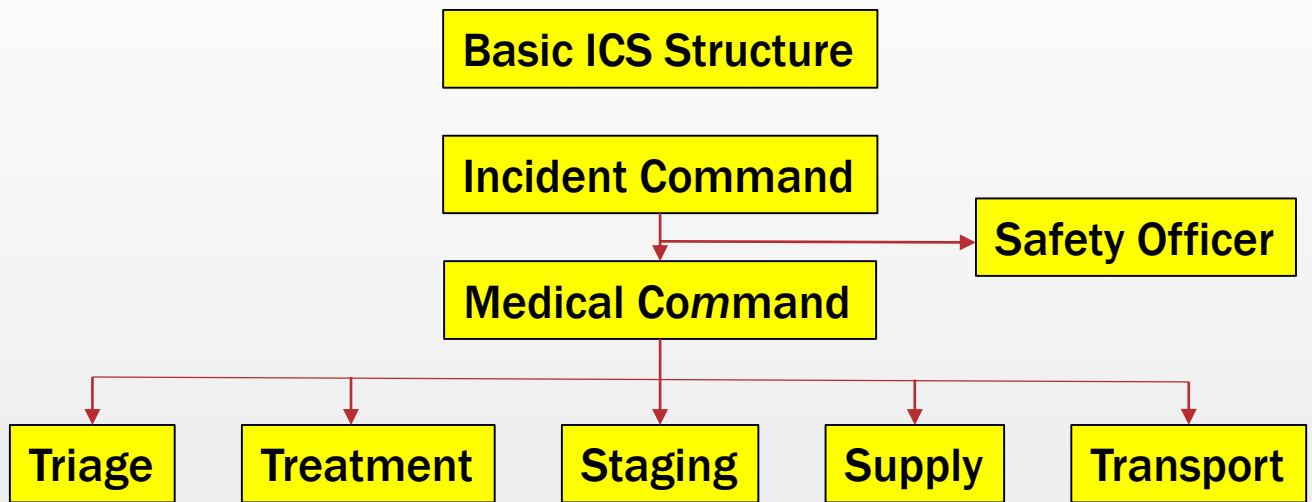 Basic ICS Structure
Incident Command
Safety Officer
Medical Command
Triage
Treatment
Staging
Supply
Transport